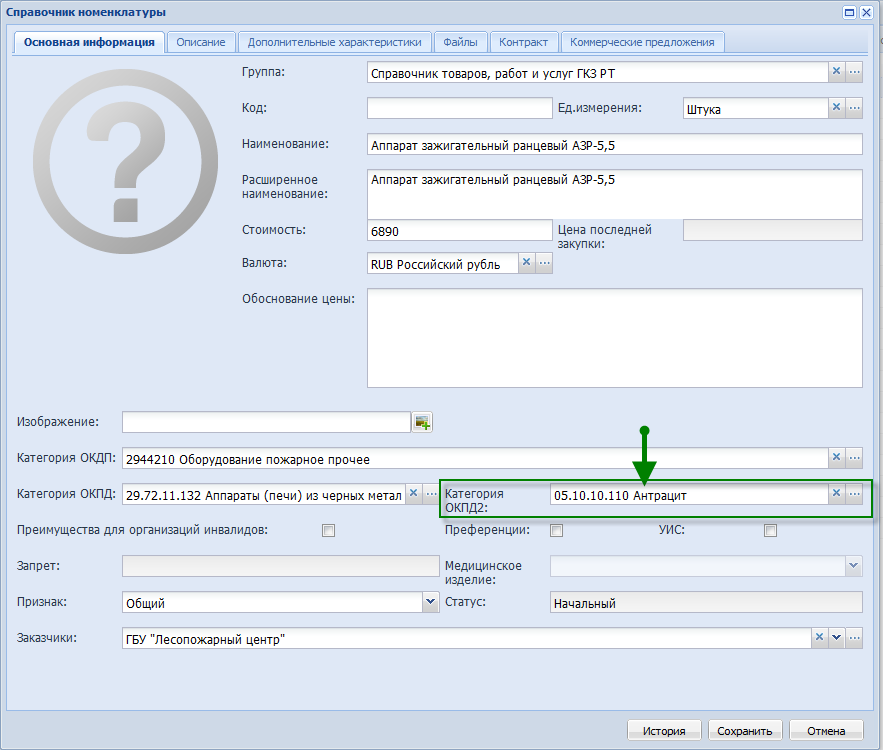 Справочник номенклатуры
Основная информация Описание Дополнительные характеристики Файлы Контракт Коммерческие предложения
Группа: Справочник товаров, работ и услуг ГКЗ РТ
Код: Ед.измерения: Штука
Наименование: Аппарат зажигательный ранцевый АЗР-5,5
Расширенное наименование: Аппарат зажигательный ранцевый АЗР-5,5
Стоимость: 6890 Цена последней закупки:
Валюта: RUB Российский рубль
Обоснование цены:
Изображение:
Категория ОКДП: 2944210 Оборудование пожарное прочее
Категория ОКПД: 29.72.11.132 Аппараты (печи) из черных метал Категория ОКПД2: 05.10.10.110 Антрацит
Преимущества для организаций инвалидов: Преференции: УИС:
Запрет: Медицинское изделие:
Признак: Общий Статус: Начальный
Заказчики: ГБУ "Лесопожарный центр"
История Сохранить Отмена